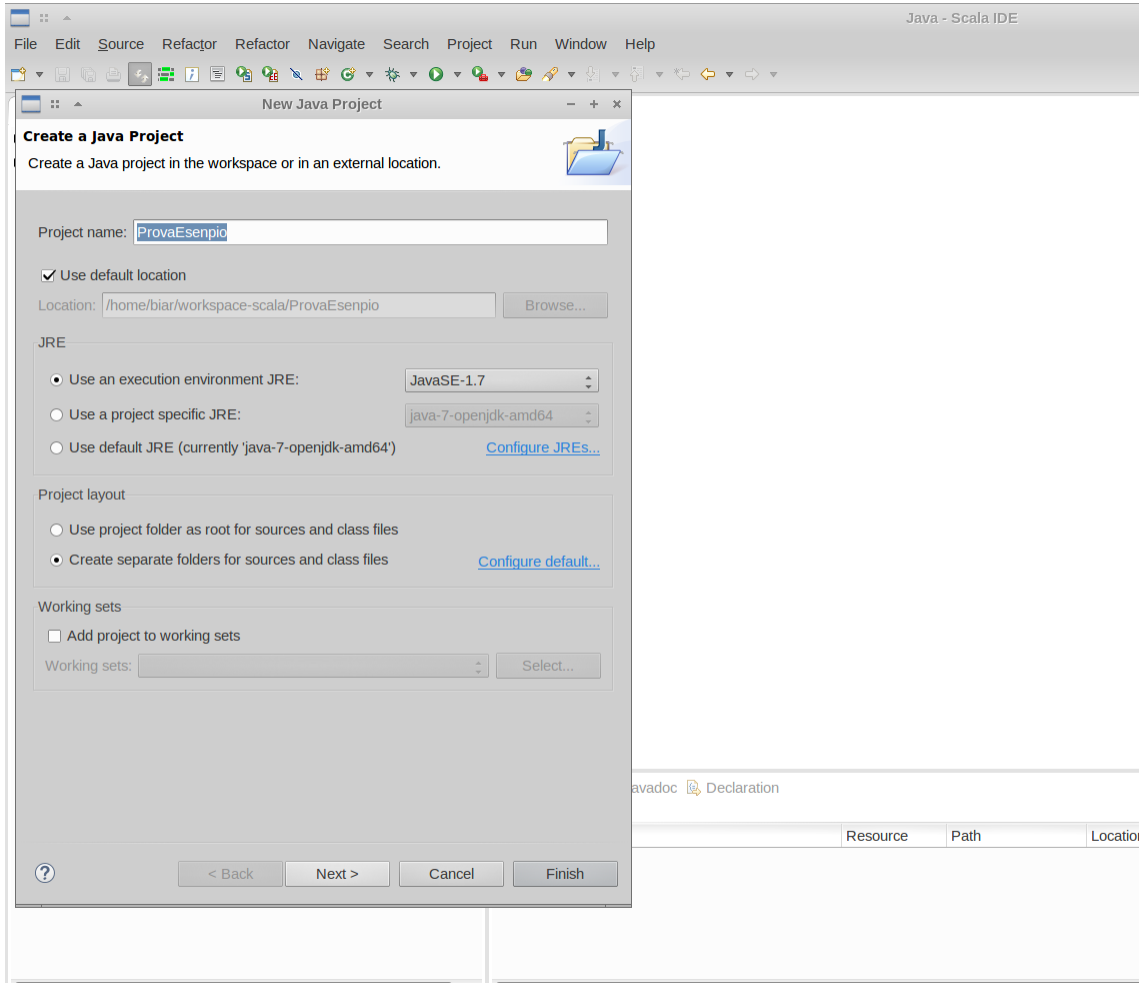 Java - Scala IDE
File Edit Source Refactor Refactor Navigate Search Project Run Window Help
New Java Project
Create a Java Project
Create a Java project in the workspace or in an external location.
Project name: ProvaEsenpio
Use default location
Location: /home/biar/workspace-scala/ProvaEsenpio Browse...
JRE
Use an execution environment JRE: JavaSE-1.7
Use a project specific JRE: java-7-openjdk-amd64
Use default JRE (currently 'java-7-openjdk-amd64') Configure JREs...
Project layout
Use project folder as root for sources and class files
Create separate folders for sources and class files Configure default...
Working sets
Add project to working sets
Working sets: Select...
avadoc Declaration
Resource Path Location
< Back Next > Cancel Finish